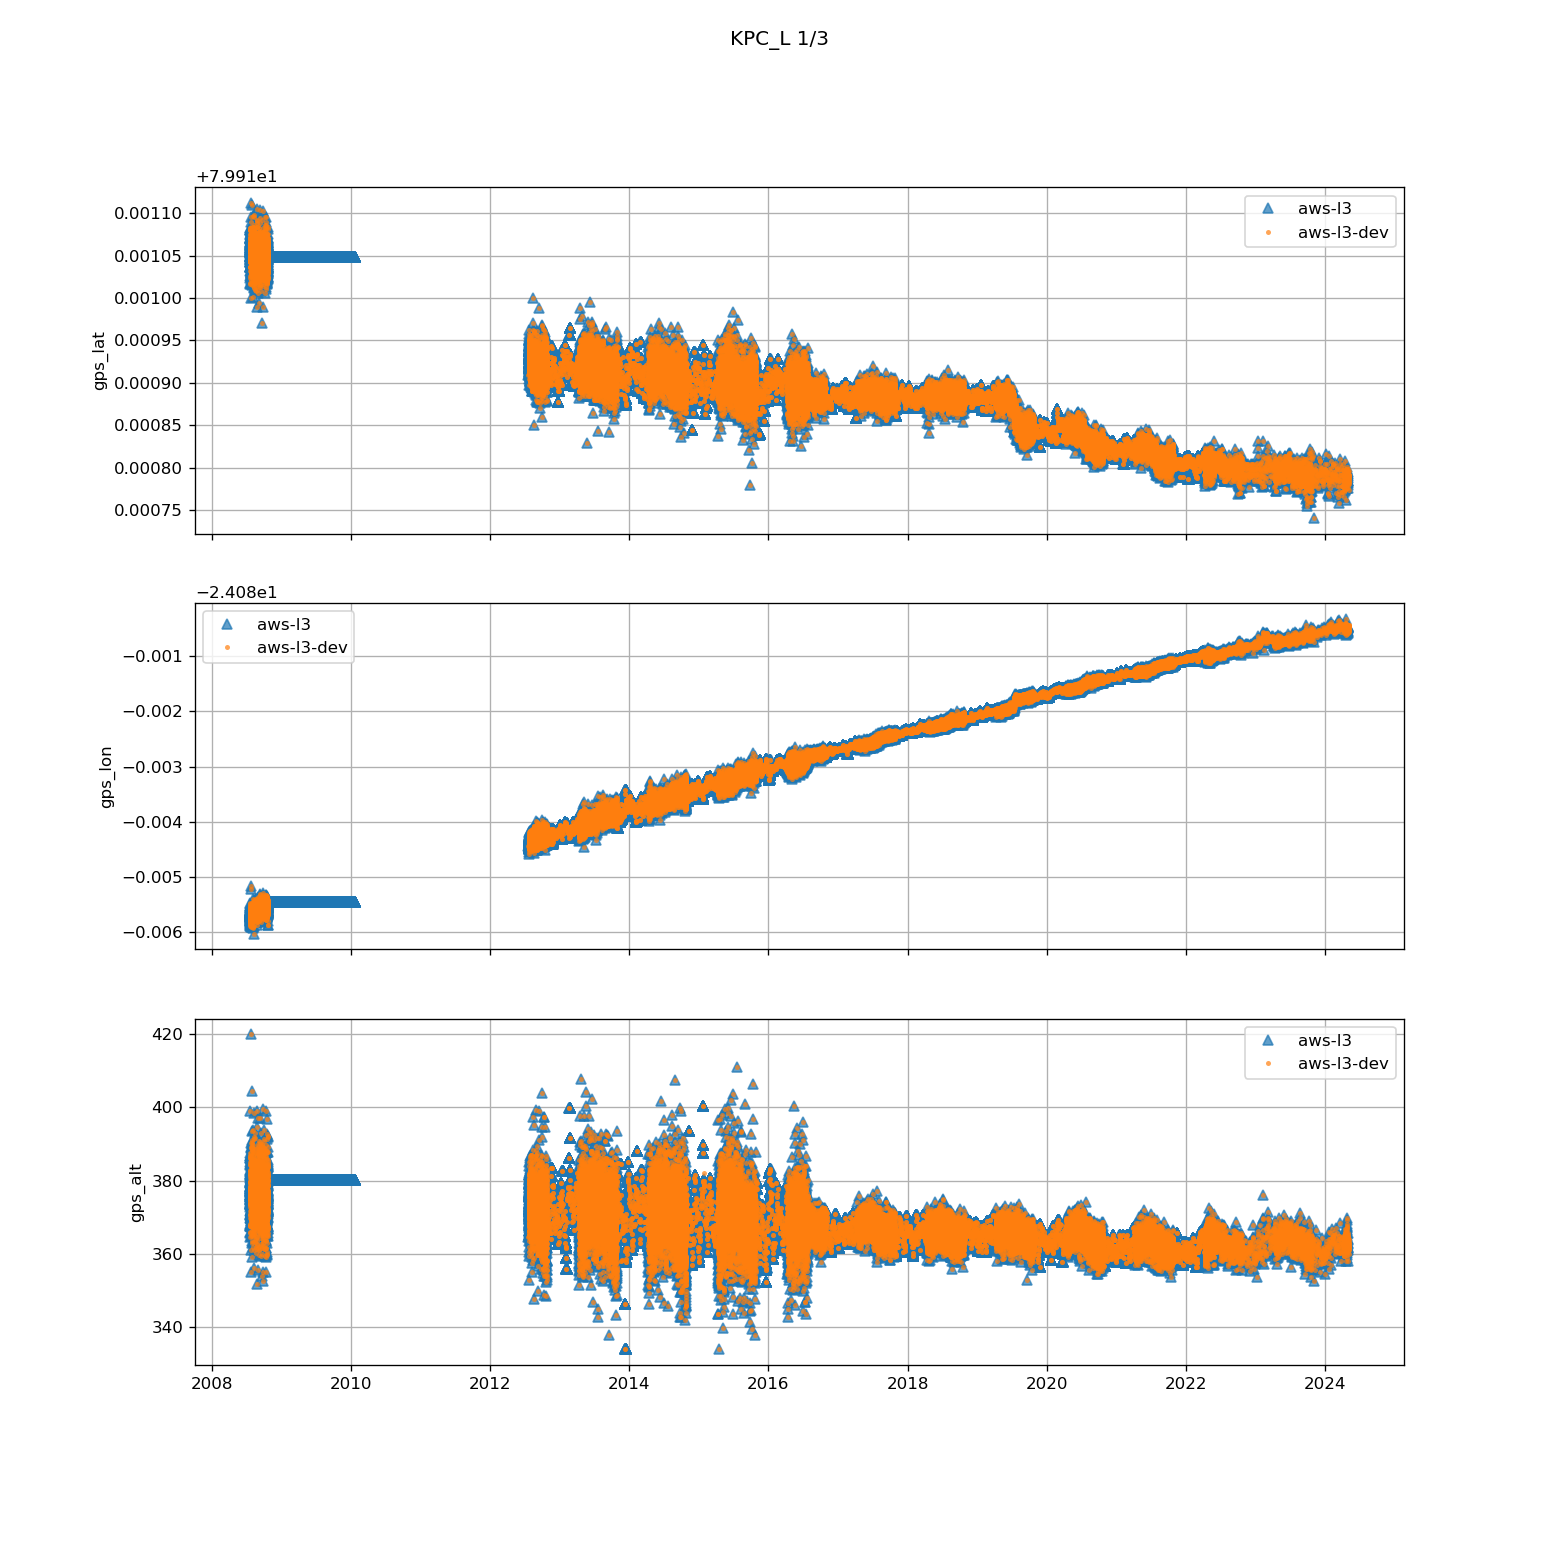 KPC_L 1/3
+7.991e1
0.00110
0.00105
0.00100
0.00095
0.00090
0.00085
0.00080
0.00075
gps_lat
aws-l3
aws-l3-dev
−2.408e1
−0.001
−0.002
−0.003
−0.004
−0.005
−0.006
gps_lon
aws-l3
aws-l3-dev
420
400
380
360
340
gps_alt
aws-l3
aws-l3-dev
2008 2010 2012 2014 2016 2018 2020 2022 2024